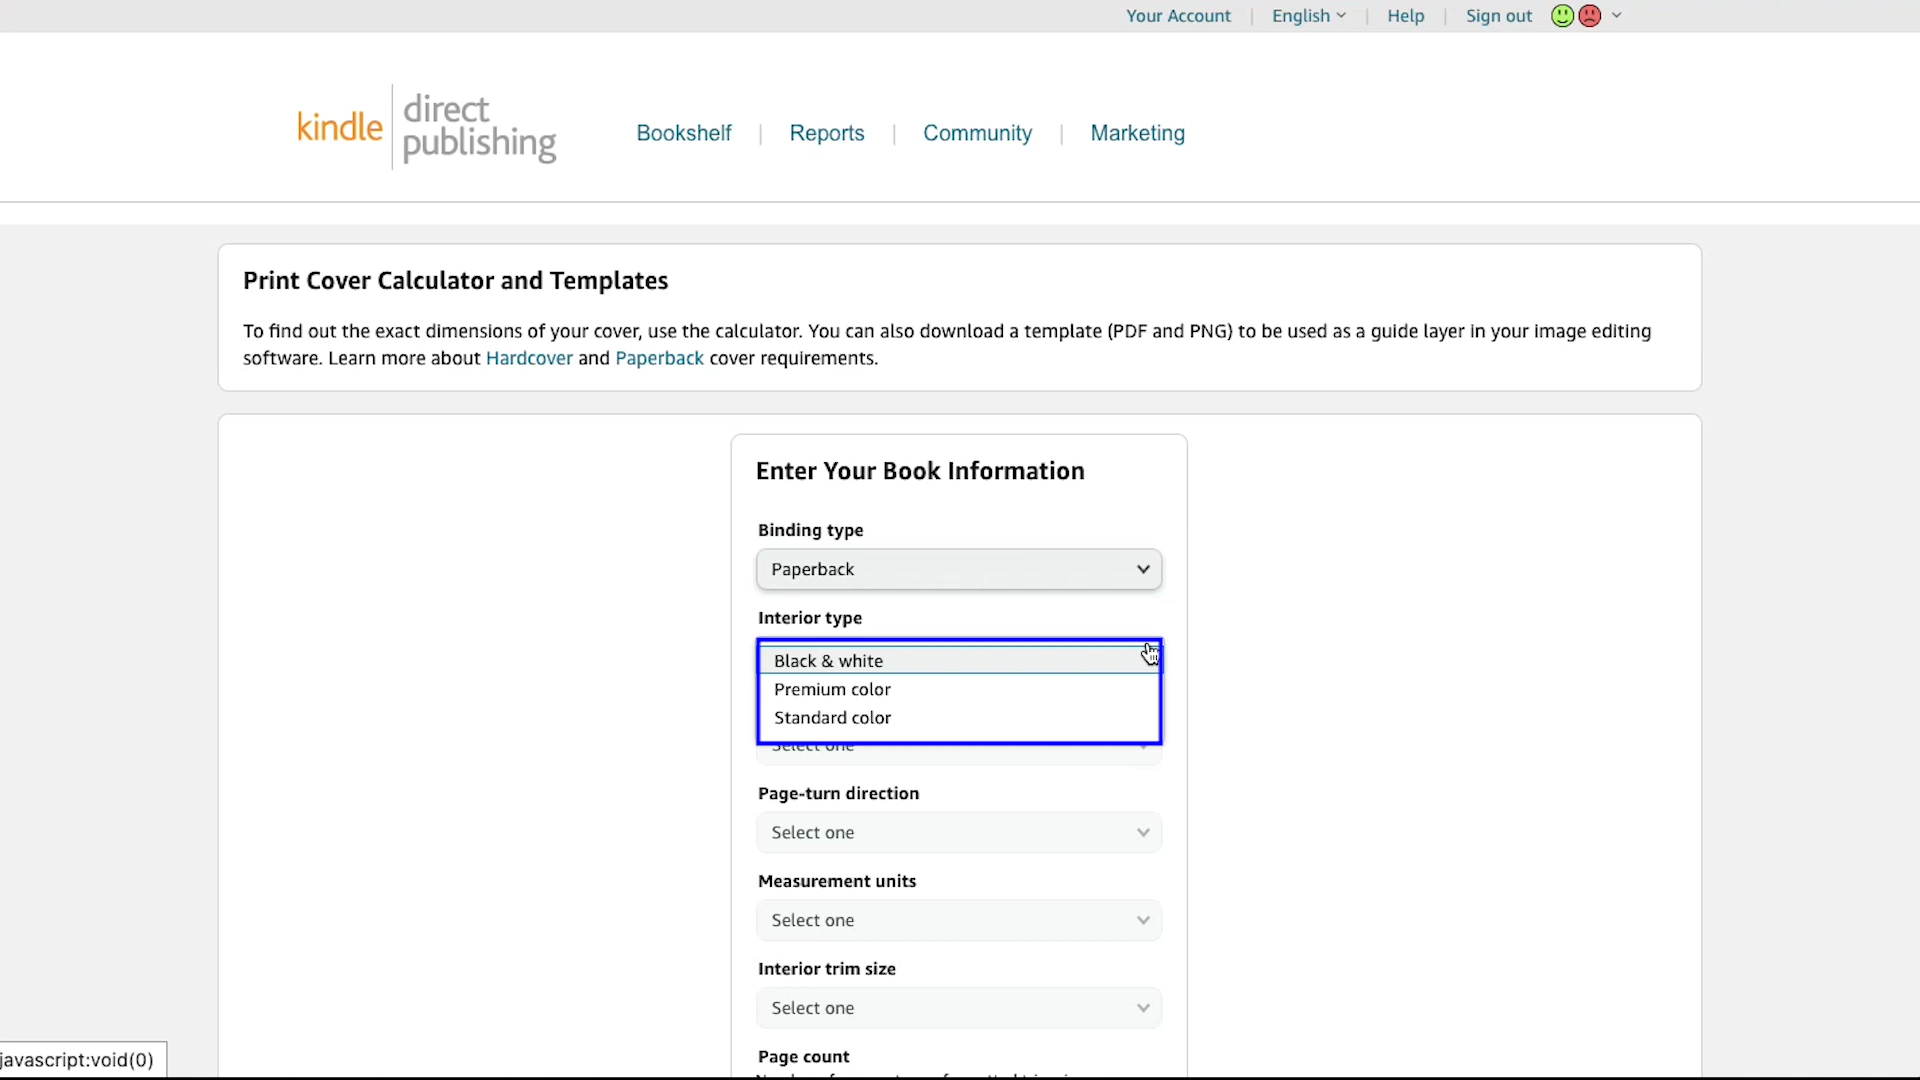 Your Account | English | Help | Sign out
kindle direct publishing
Bookshelf | Reports | Community | Marketing
Print Cover Calculator and Templates
To find out the exact dimensions of your cover, use the calculator. You can also download a template (PDF and PNG) to be used as a guide layer in your image editing
software. Learn more about Hardcover and Paperback cover requirements.
Enter Your Book Information
Binding type
Paperback
Interior type
Black & white
Premium color
Standard color
Select one
Page-turn direction
Select one
Measurement units
Select one
Interior trim size
Select one
Page count
javascript:void(0)